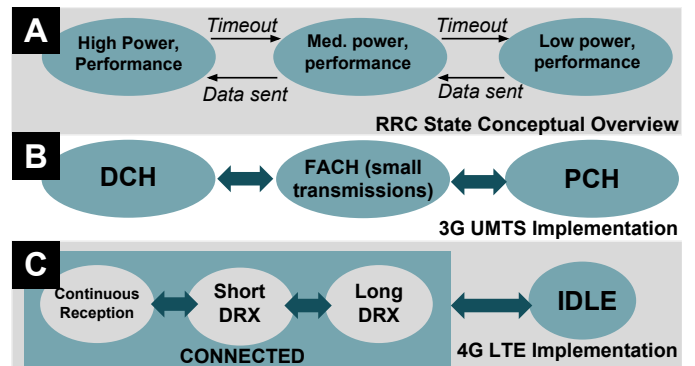 A
High Power,
Performance
Timeout
Data sent
Med. power,
performance
Timeout
Data sent
Low power,
performance
RRC State Conceptual Overview
B
DCH
FACH (small
transmissions)
PCH
3G UMTS Implementation
C
Continuous
Reception
Short
DRX
Long
DRX
CONNECTED
IDLE
4G LTE Implementation